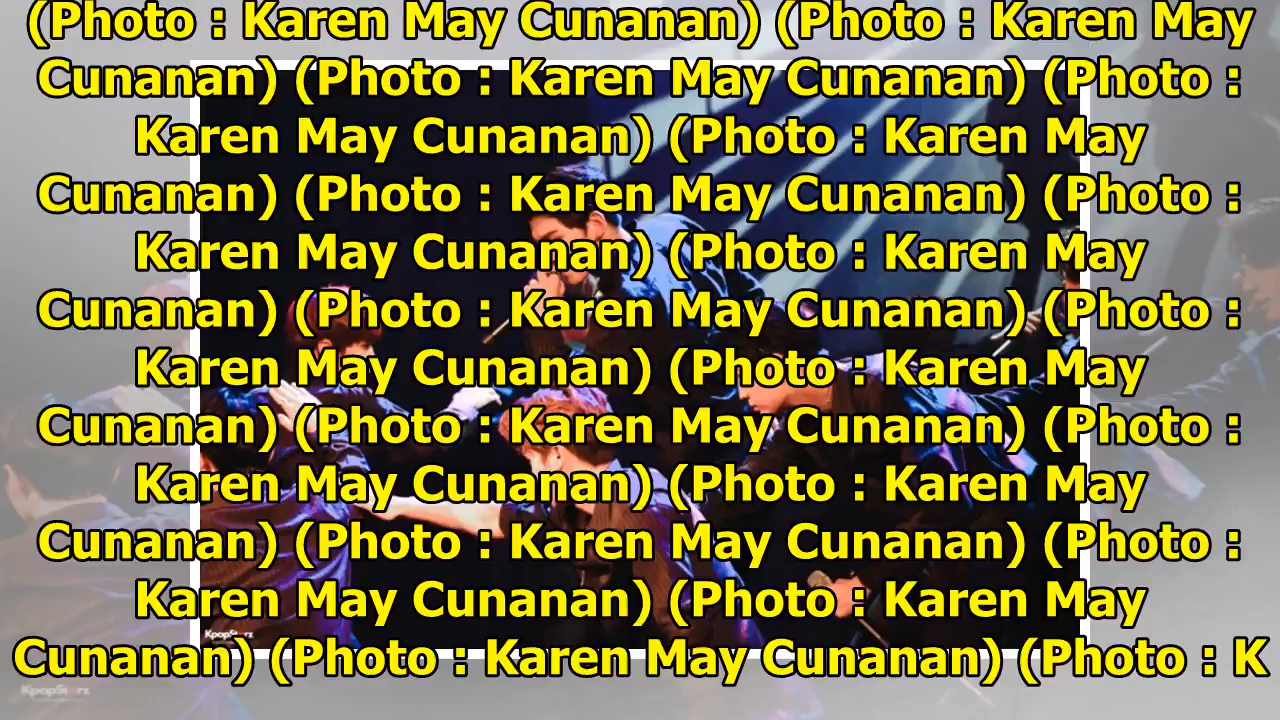 (Photo : Karen May Cunanan) (Photo : Karen May
Cunanan) (Photo : Karen May Cunanan) (Photo :
Karen May Cunanan) (Photo : Karen May
Cunanan) (Photo : Karen May Cunanan) (Photo :
Karen May Cunanan) (Photo : Karen May
Cunanan) (Photo : Karen May Cunanan) (Photo :
Karen May Cunanan) (Photo : Karen May
Cunanan) (Photo : Karen May Cunanan) (Photo :
Karen May Cunanan) (Photo : Karen May
Cunanan) (Photo : Karen May Cunanan) (Photo :
Karen May Cunanan) (Photo : Karen May
KpopStarz
Cunanan) (Photo : Karen May Cunanan) (Photo : K
KpopStarz